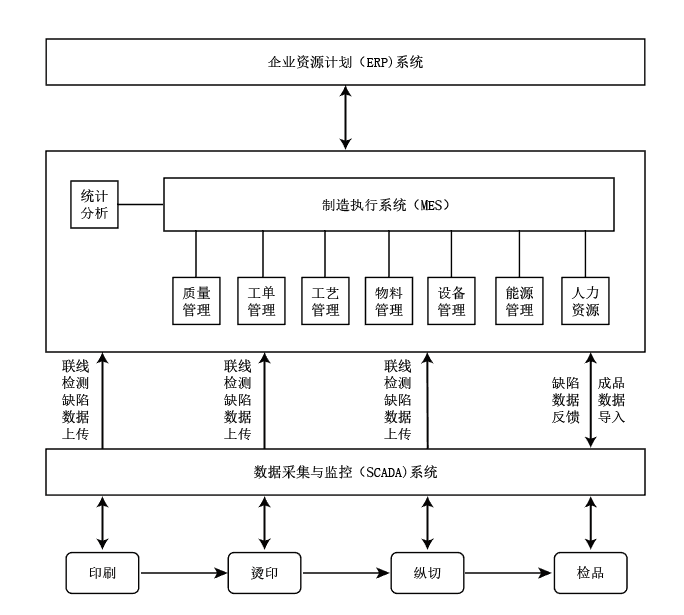 企业资源计划（ERP)系统
统计
分析
制造执行系统（MES）
质量
管理
工单
管理
工艺
管理
物料
管理
设备
管理
能源
管理
人力
资源
联线
检测
缺陷
数据
上传
联线
检测
缺陷
数据
上传
联线
检测
缺陷
数据
上传
缺陷
数据
反馈
成品
数据
导入
数据采集与监控（SCADA)系统
印刷
烫印
纵切
检品